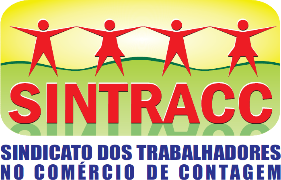 SINTRACC
SINDICATO DOS TRABALHADORES
NO COMÉRCIO DE CONTAGEM